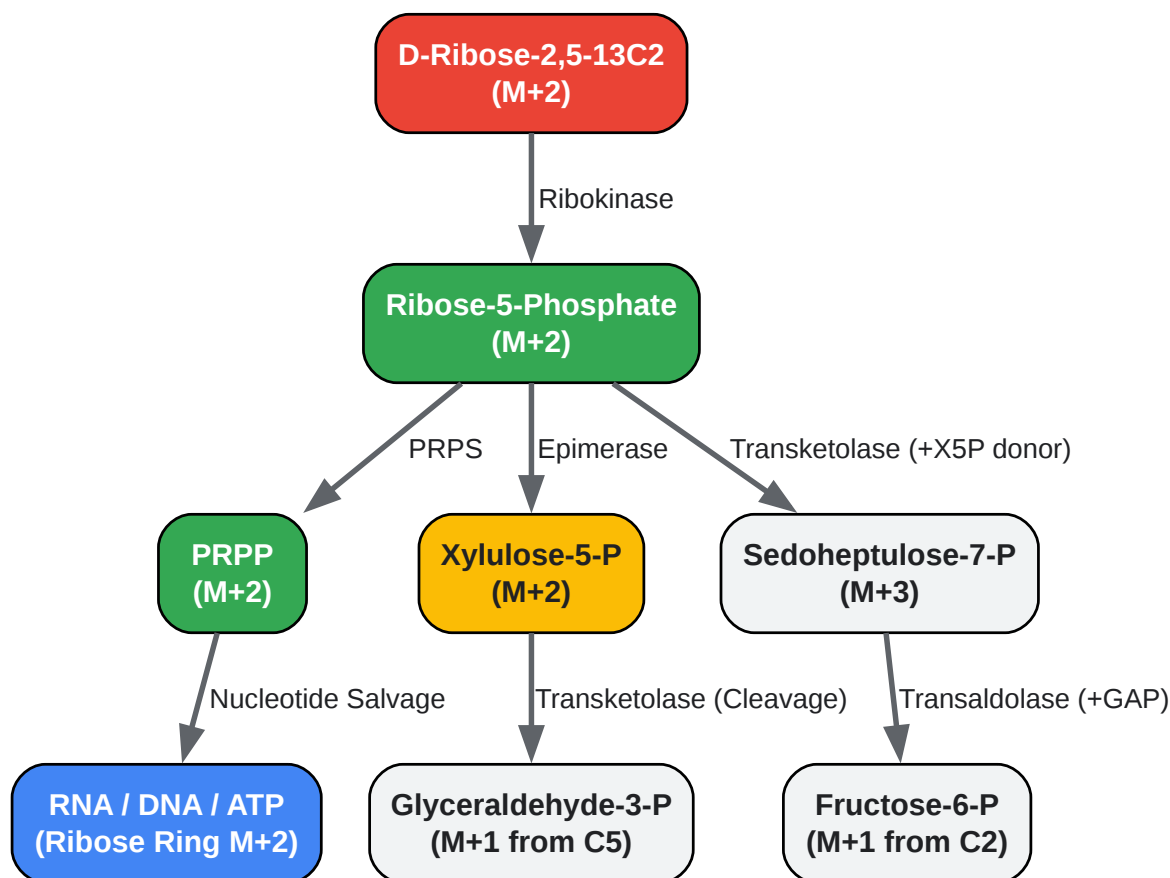 D-Ribose-2,5-13C2
(M+2)
Ribokinase
Ribose-5-Phosphate
(M+2)
PRPS
Epimerase
Transketolase (+X5P donor)
PRPP
(M+2)
Xylulose-5-P
(M+2)
Sedoheptulose-7-P
(M+3)
Nucleotide Salvage
Transketolase (Cleavage)
Transaldolase (+GAP)
RNA / DNA / ATP
(Ribose Ring M+2)
Glyceraldehyde-3-P
(M+1 from C5)
Fructose-6-P
(M+1 from C2)